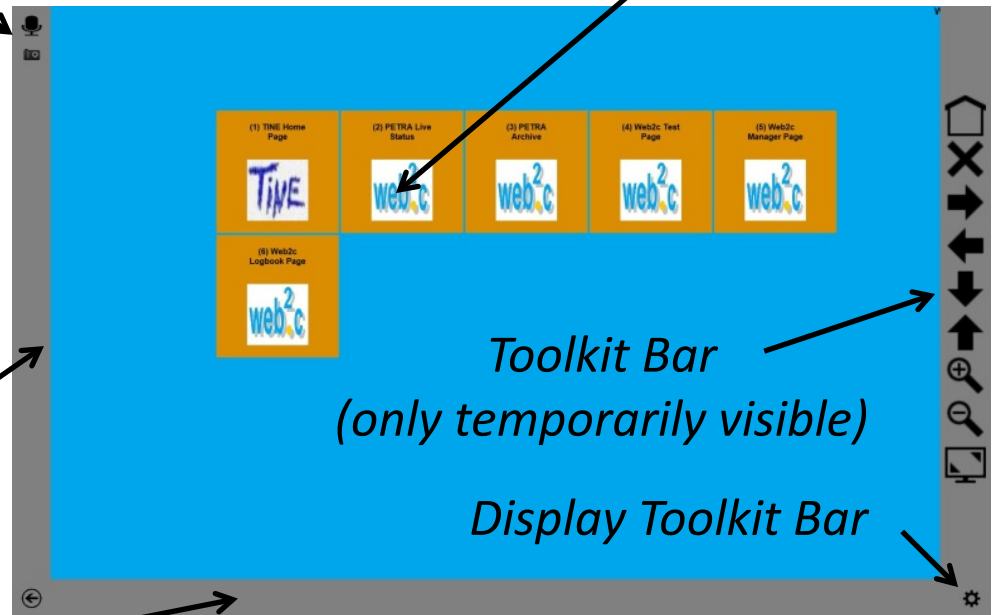 W
(1) TINE Home
Page
(2) PETRA Live
Status
(3) PETRA
Archive
(4) Web2c Test
Page
(5) Web2c
Manager Page
TINE
web2c
web2c
web2c
web2c
(6) Web2c
Logbook Page
web2c
Toolkit Bar
(only temporarily visible)
Display Toolkit Bar